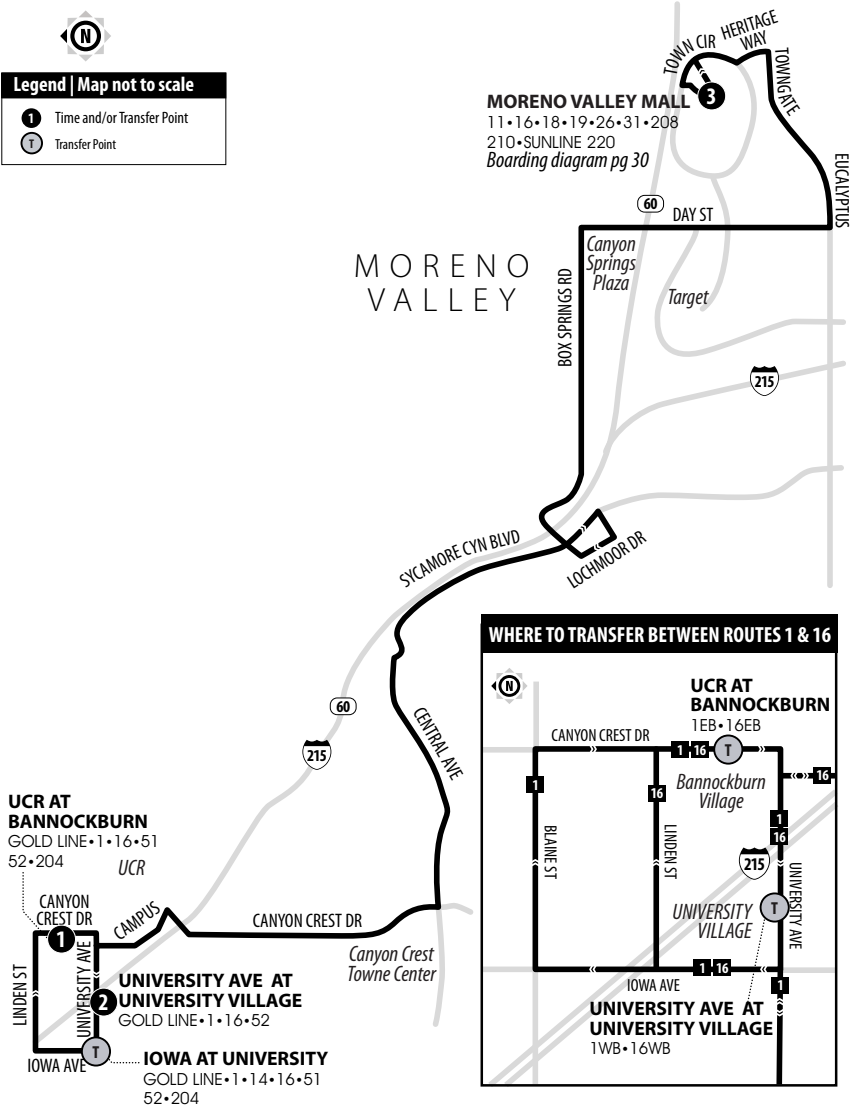 N
Legend | Map not to scale
1 Time and/or Transfer Point
T Transfer Point
TOWN CIR
HERITAGE
WAY
TOWNGATE
EUCALYPTUS
3
MORENO VALLEY MALL
11•16•18•19•26•31•208
210•SUNLINE 220
Boarding diagram pg 30
60
DAY ST
Canyon
Springs
Plaza
Target
MORENO
VALLEY
BOX SPRINGS RD
215
SYCAMORE CYN BLVD
LOCHMOOR DR
60
215
CENTRAL AVE
UCR AT
BANNOCKBURN
GOLD LINE•1•16•51
52•204
UCR
CANYON
CREST DR
1
CAMPUS
CANYON CREST DR
Canyon Crest
Towne Center
LINDEN ST
UNIVERSITY AVE
2
UNIVERSITY AVE AT
UNIVERSITY VILLAGE
GOLD LINE•1•16•52
IOWA AVE
T
IOWA AT UNIVERSITY
GOLD LINE•1•14•16•51
52•204
WHERE TO TRANSFER BETWEEN ROUTES 1 & 16
N
UCR AT
BANNOCKBURN
1EB•16EB
CANYON CREST DR
1 16
T
16
Bannockburn
Village
1
16
1
16
BLAINE ST
LINDEN ST
215
UNIVERSITY AVE
UNIVERSITY
VILLAGE
T
1 16
IOWA AVE
1
UNIVERSITY AVE AT
UNIVERSITY VILLAGE
1WB•16WB